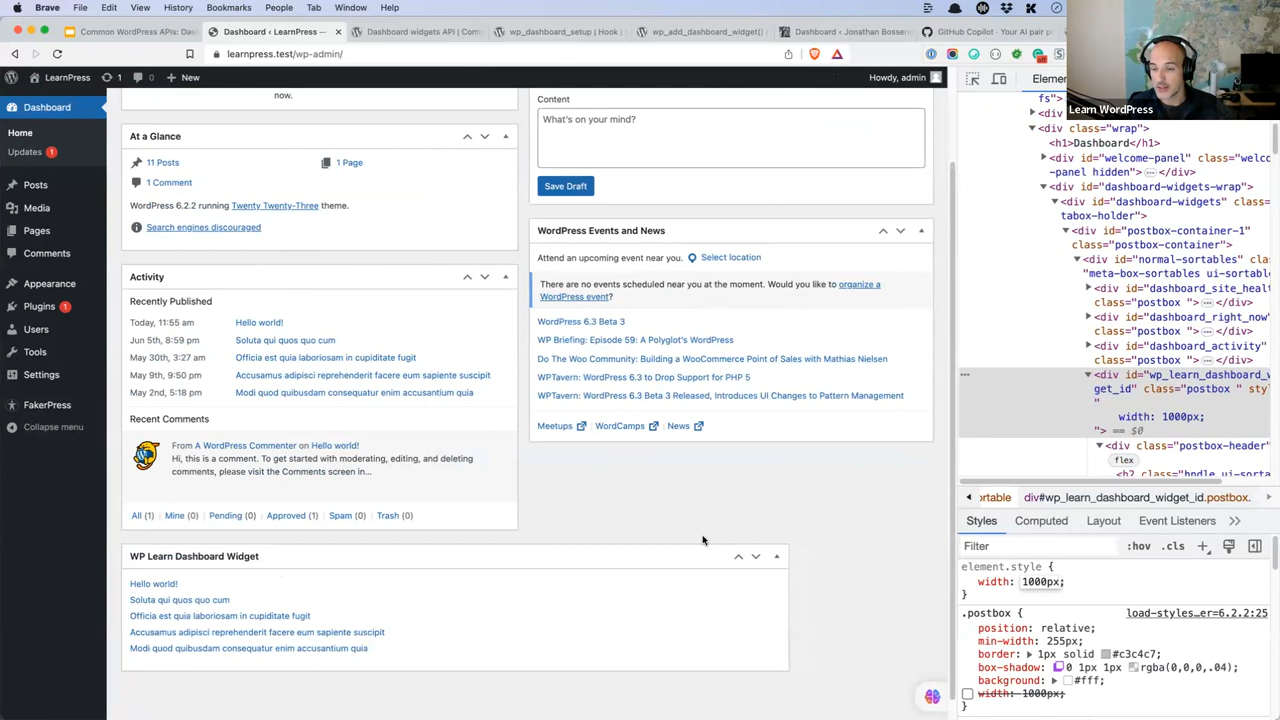 Brave File Edit View History Bookmarks People Tab Window Help
Common WordPress APIs: Das
Dashboard ‹ LearnPress —
Dashboard widgets API | Com
wp_dashboard_setup | Hook |
wp_add_dashboard_widget()
Dashboard ‹ Jonathan Bosseng
GitHub Copilot · Your AI pair p
learnpress.test/wp-admin/
LearnPress 1 0 New Howdy, admin
Learn WordPress
Dashboard
Home
Updates 1
Posts
Media
Pages
Comments
Appearance
Plugins 1
Users
Tools
Settings
FakerPress
Collapse menu
now.
At a Glance
11 Posts 1 Page
1 Comment
WordPress 6.2.2 running Twenty Twenty-Three theme.
Search engines discouraged
Activity
Recently Published
Today, 11:55 am Hello world!
Jun 5th, 8:59 pm Soluta qui quos quo cum
May 30th, 3:27 am Officia est quia laboriosam in cupiditate fugit
May 9th, 9:50 pm Accusamus adipisci reprehenderit facere eum sapiente suscipit
May 2nd, 5:18 pm Modi quod quibusdam consequatur enim accusantium quia
Recent Comments
From A WordPress Commenter on Hello world!
Hi, this is a comment. To get started with moderating, editing, and deleting
comments, please visit the Comments screen in...
All (1) Mine (0) Pending (0) Approved (1) Spam (0) Trash (0)
WP Learn Dashboard Widget
Hello world!
Soluta qui quos quo cum
Officia est quia laboriosam in cupiditate fugit
Accusamus adipisci reprehenderit facere eum sapiente suscipit
Modi quod quibusdam consequatur enim accusantium quia
Content
What's on your mind?
Save Draft
WordPress Events and News
Attend an upcoming event near you. Select location
There are no events scheduled near you at the moment. Would you like to organize a
WordPress event?
WordPress 6.3 Beta 3
WP Briefing: Episode 59: A Polyglot's WordPress
Do The Woo Community: Building a WooCommerce Point of Sales with Mathias Nielsen
WPTavern: WordPress 6.3 to Drop Support for PHP 5
WPTavern: WordPress 6.3 Beta 3 Released, Introduces UI Changes to Pattern Management
Meetups WordCamps News
Elemen
fs">
<div
<div class="wrap">
<h1>Dashboard</h1>
<div id="welcome-panel" class="welco
-panel hidden">
<div id="dashboard-widgets-wrap">
<div id="dashboard-widgets" class="
tabox-holder">
<div id="postbox-container-1"
class="postbox-container">
<div id="normal-sortables" class=
"meta-box-sortables ui-sortab
<div id="dashboard_site_healt
class="postbox "> </div>
<div id="dashboard_right_now"
class="postbox "> </div>
<div id="dashboard_activity"
class="postbox "> </div>
<div id="wp_learn_dashboard_w
get_id" class="postbox " styl
"
width: 1000px;
"> == $0
<div class="postbox-header"
flex
<h2 class="hndle ui-sorta
ortable div#wp_learn_dashboard_widget_id.postbox.
Styles Computed Layout Event Listeners
Filter :hov .cls
element.style {
width: 1000px;
}
.postbox { load-styles…er=6.2.2:25
position: relative;
min-width: 255px;
border: 1px solid #c3c4c7;
box-shadow: 0 1px 1px rgba(0,0,0,.04);
background: #fff;
width: 1000px;
}